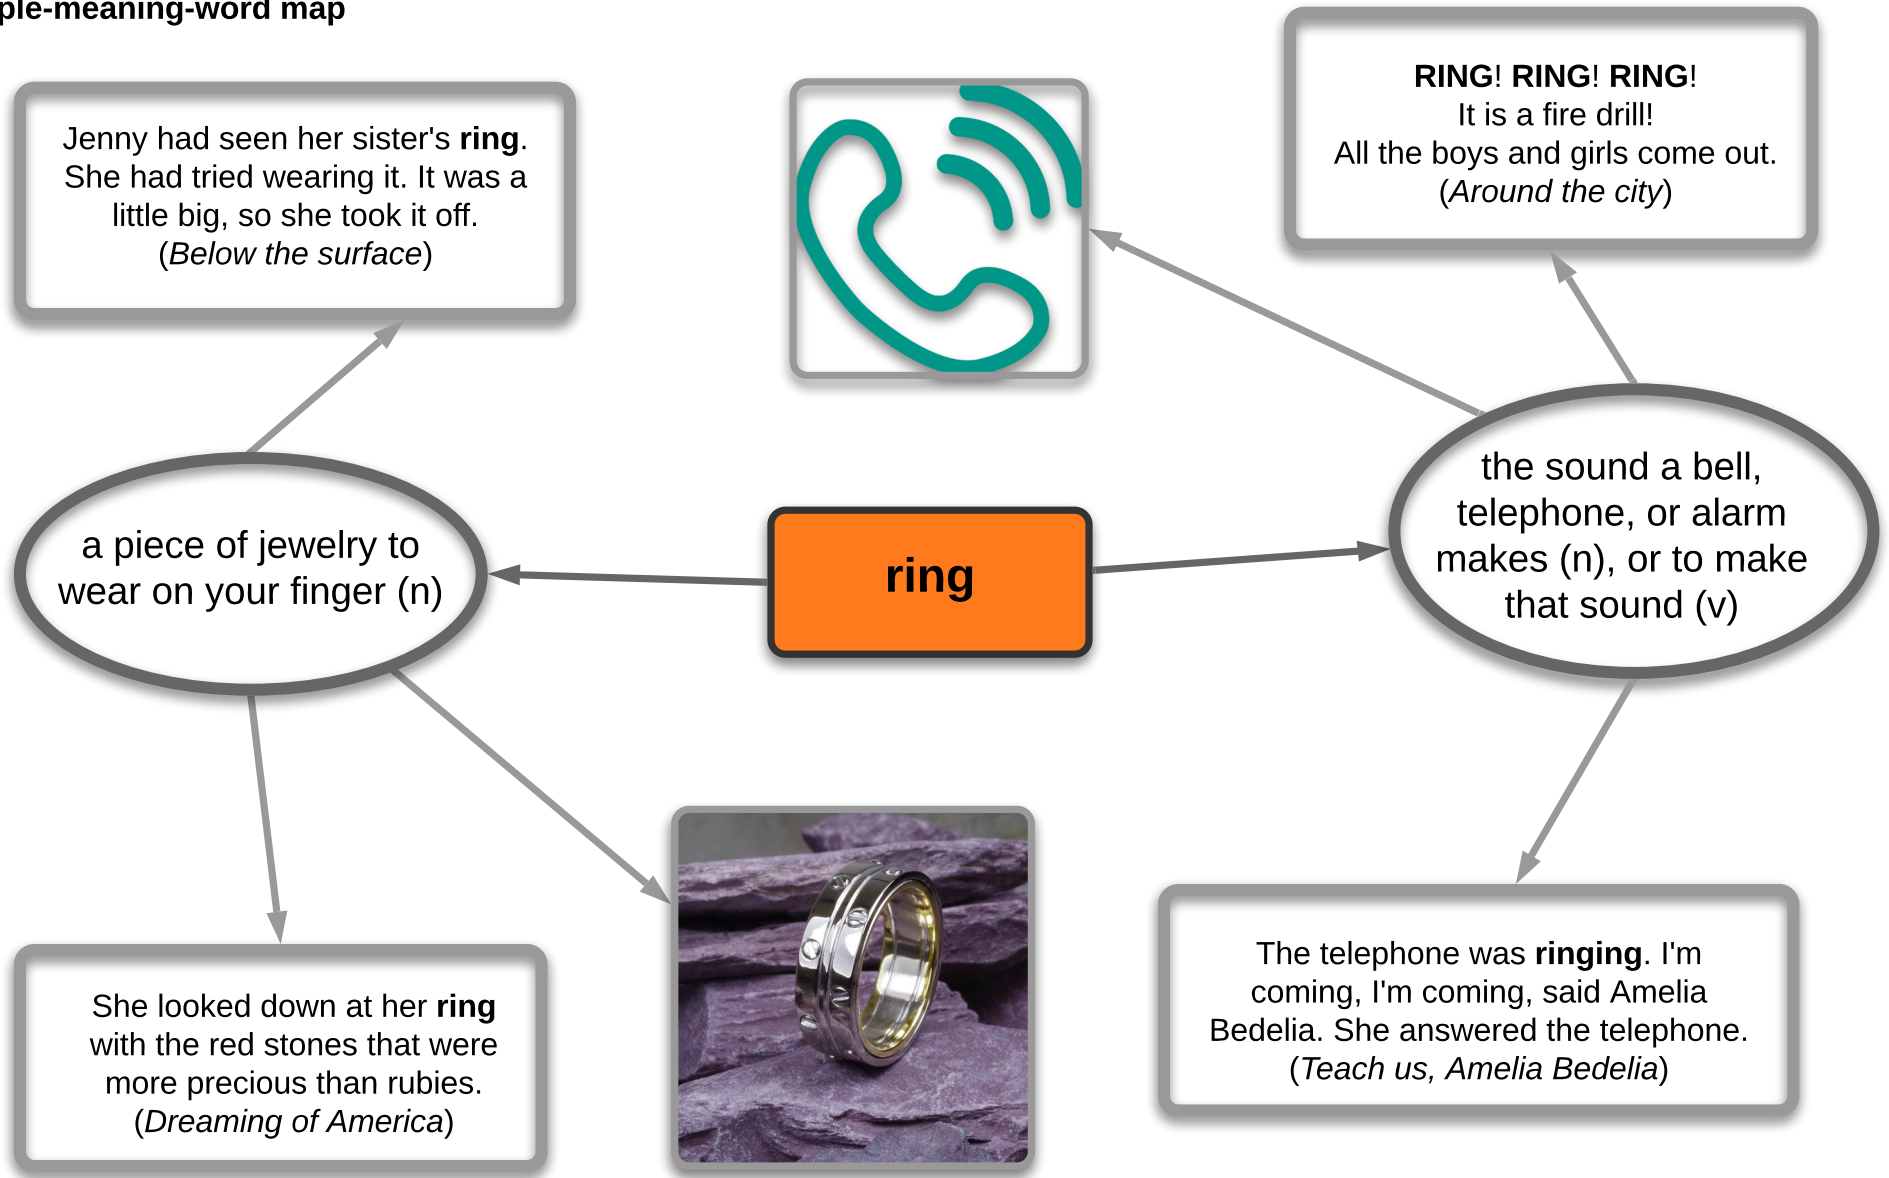 ple-meaning-word map
Jenny had seen her sister's ring.
She had tried wearing it. It was a
little big, so she took it off.
(Below the surface)
RING! RING! RING!
It is a fire drill!
All the boys and girls come out.
(Around the city)
a piece of jewelry to
wear on your finger (n)
ring
the sound a bell,
telephone, or alarm
makes (n), or to make
that sound (v)
She looked down at her ring
with the red stones that were
more precious than rubies.
(Dreaming of America)
The telephone was ringing. I'm
coming, I'm coming, said Amelia
Bedelia. She answered the telephone.
(Teach us, Amelia Bedelia)